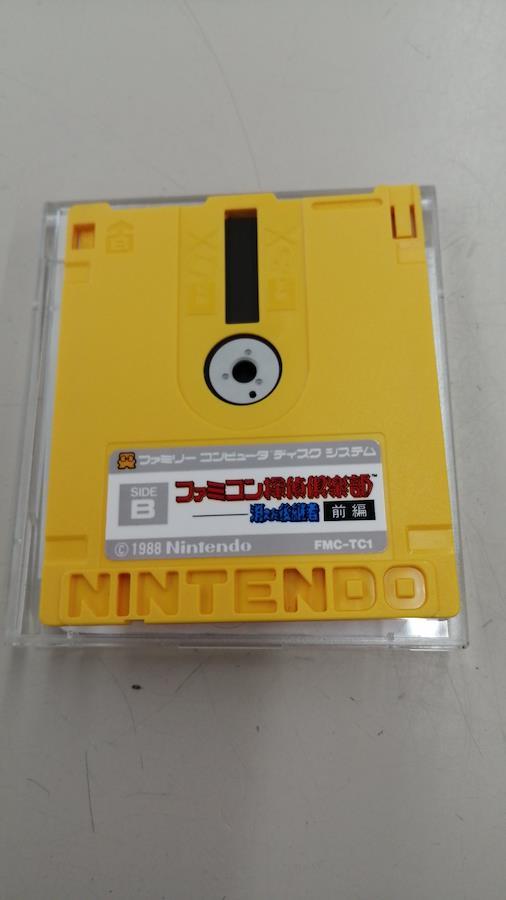 ファミリー コンピュータ ディスク システム
SIDE B
ファミコン探偵倶楽部™
消えた後継者 前編
©1988 Nintendo FMC-TC1
NINTENDO